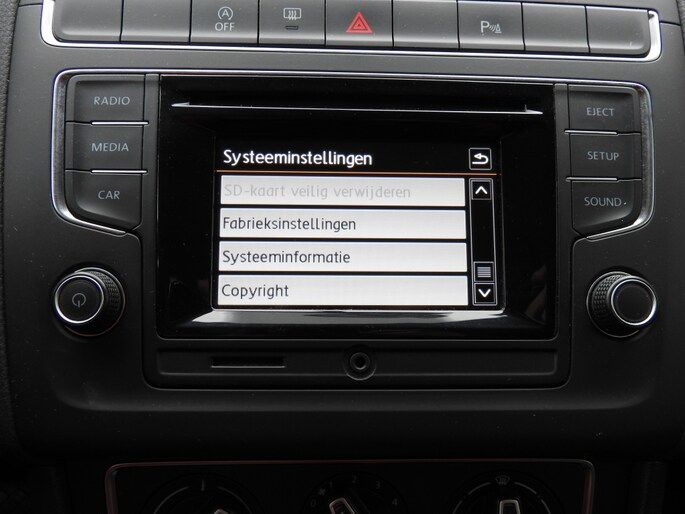 A
OFF
P
RADIO
MEDIA
CAR
EJECT
SETUP
SOUND
Systeeminstellingen
SD-kaart veilig verwijderen
Fabrieksinstellingen
Systeeminformatie
Copyright